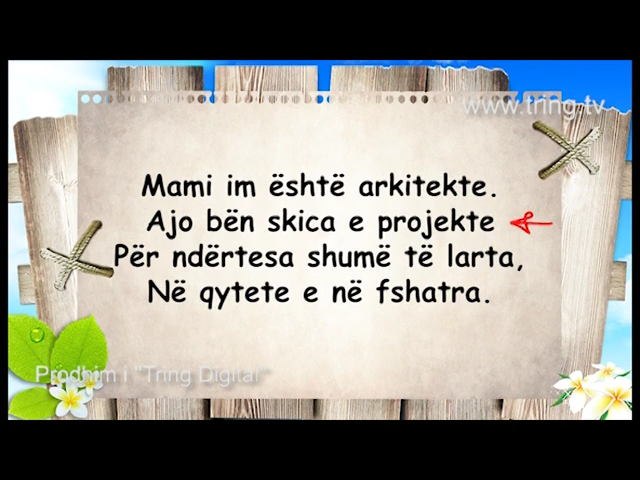 www.tring.tv
Mami im është arkitekte.
Ajo bën skica e projekte
Për ndërtesa shumë të larta,
Në qytete e në fshatra.
Prodhim i "Tring Digital"